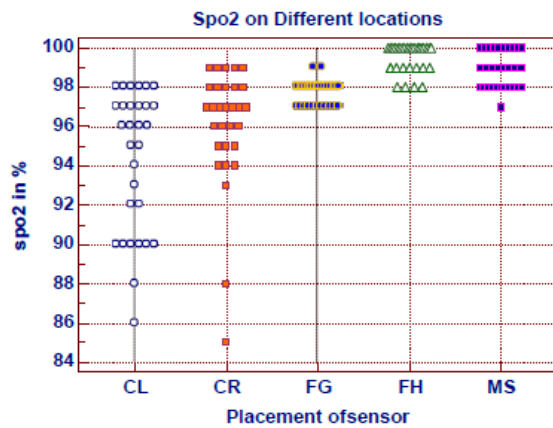 Spo2 on Different locations
spo2 in %
100
98
96
94
92
90
88
86
84
CL CR FG FH MS
Placement ofsensor